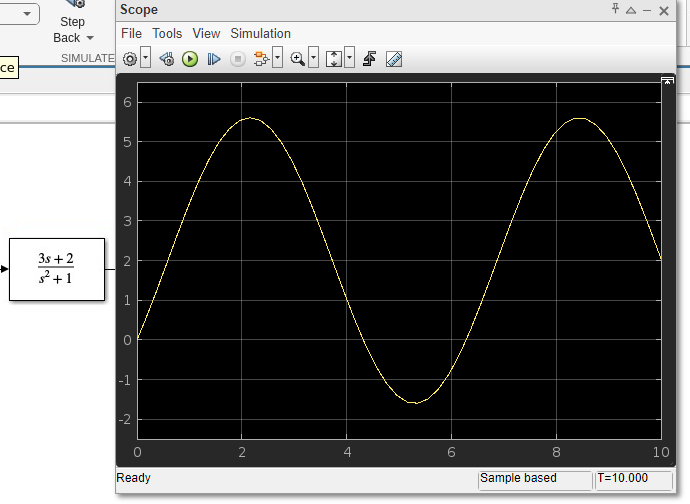 Scope
Step
Back
SIMULATE
ce
File Tools View Simulation
6
5
4
3
2
1
0
-1
-2
0 2 4 6 8 10
3s + 2
s² + 1
Ready Sample based T=10.000